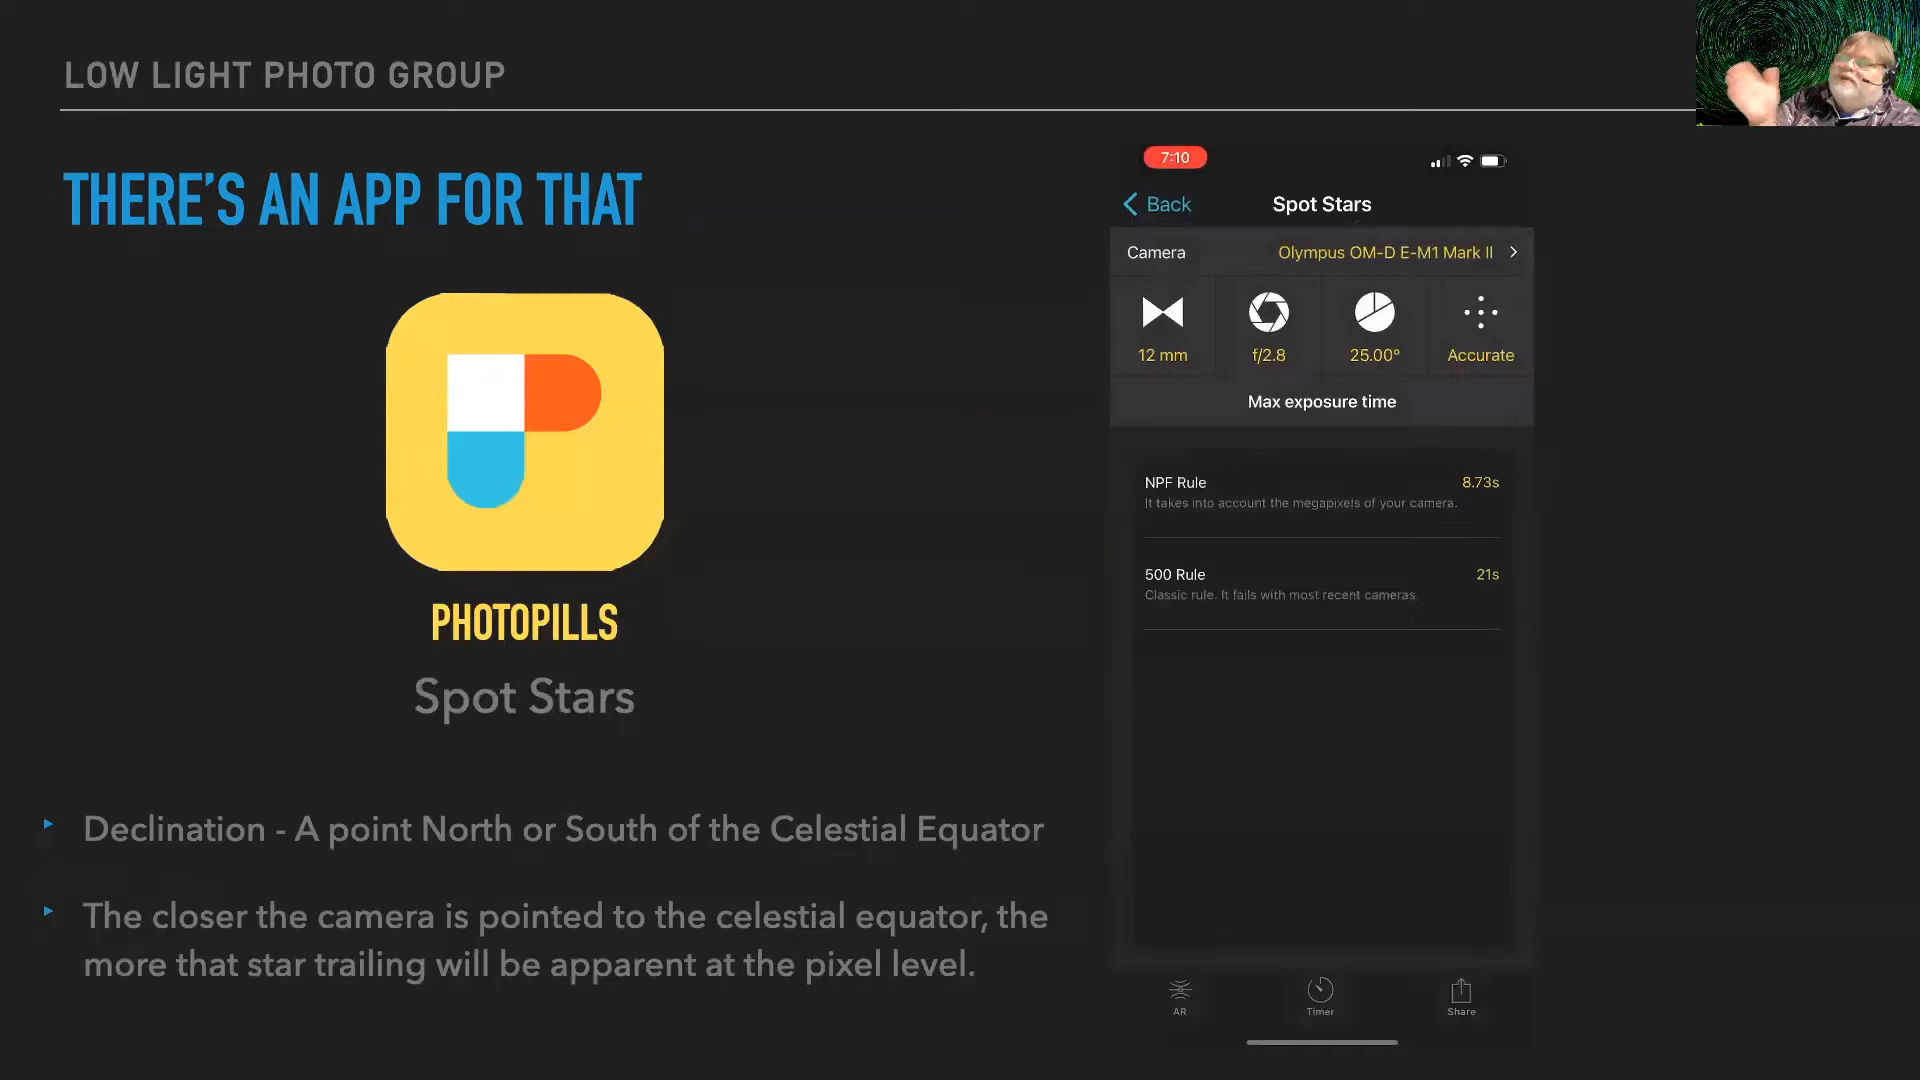 LOW LIGHT PHOTO GROUP
THERE’S AN APP FOR THAT
PHOTOPILLS
Spot Stars
Declination - A point North or South of the Celestial Equator
The closer the camera is pointed to the celestial equator, the
more that star trailing will be apparent at the pixel level.
7:10
Back
Spot Stars
Camera
Olympus OM-D E-M1 Mark II
12 mm
f/2.8
25.00°
Accurate
Max exposure time
NPF Rule
8.73s
It takes into account the megapixels of your camera.
500 Rule
21s
Classic rule. It fails with most recent cameras.
AR
Timer
Share